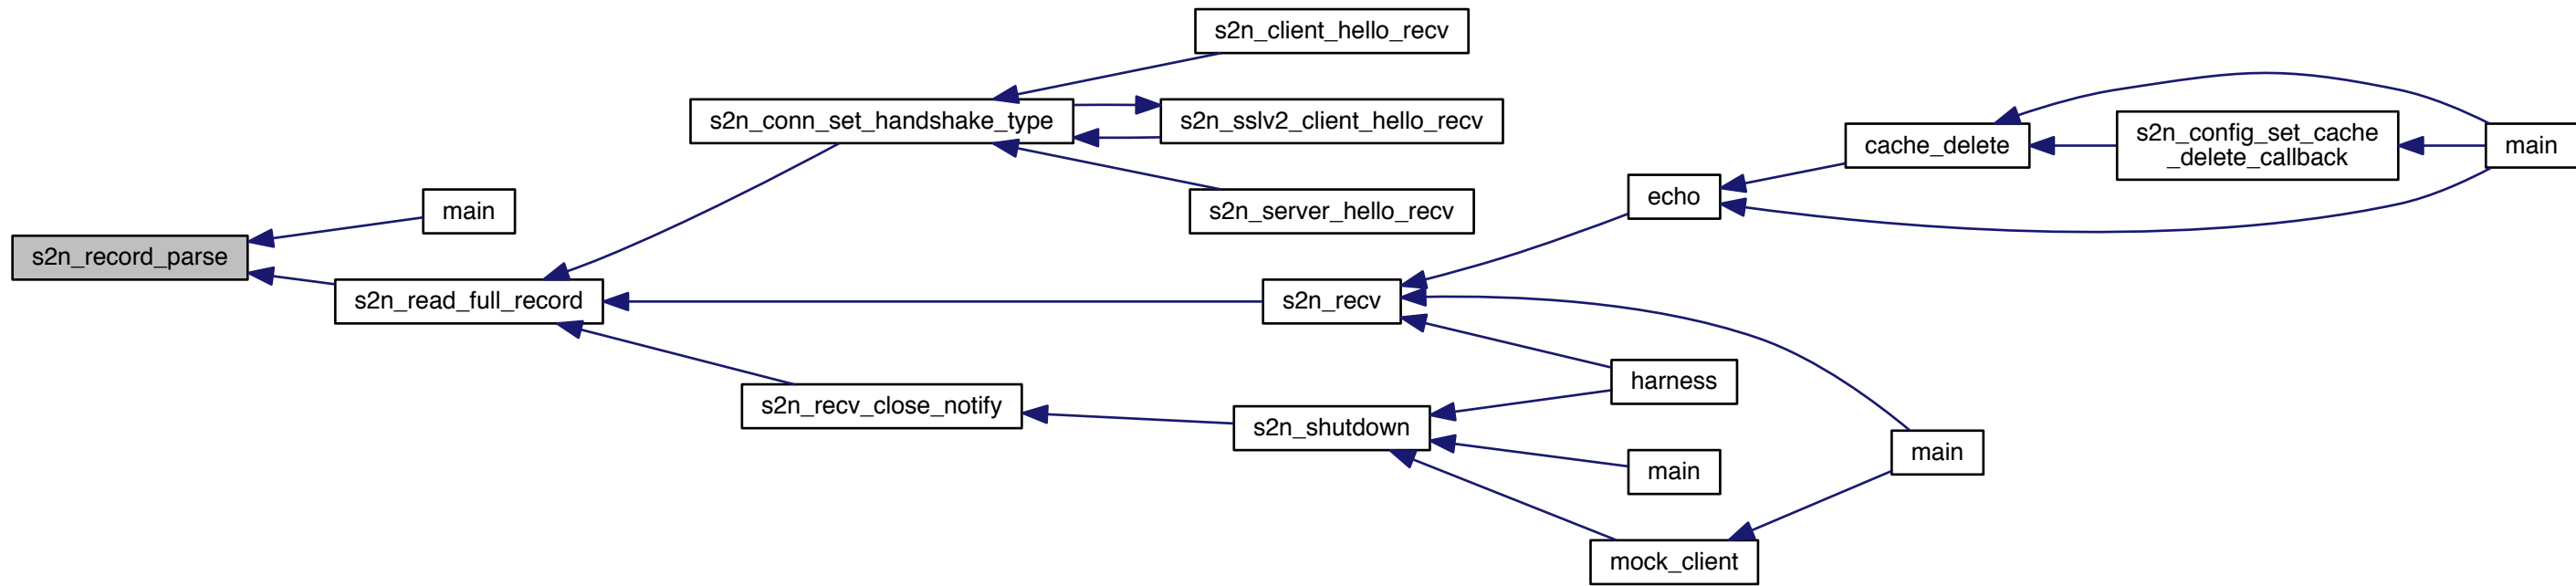 s2n_client_hello_recv
s2n_conn_set_handshake_type
s2n_sslv2_client_hello_recv
s2n_config_set_cache
_delete_callback
cache_delete
main
echo
main
s2n_server_hello_recv
s2n_record_parse
s2n_read_full_record
s2n_recv
harness
s2n_recv_close_notify
s2n_shutdown
main
main
mock_client